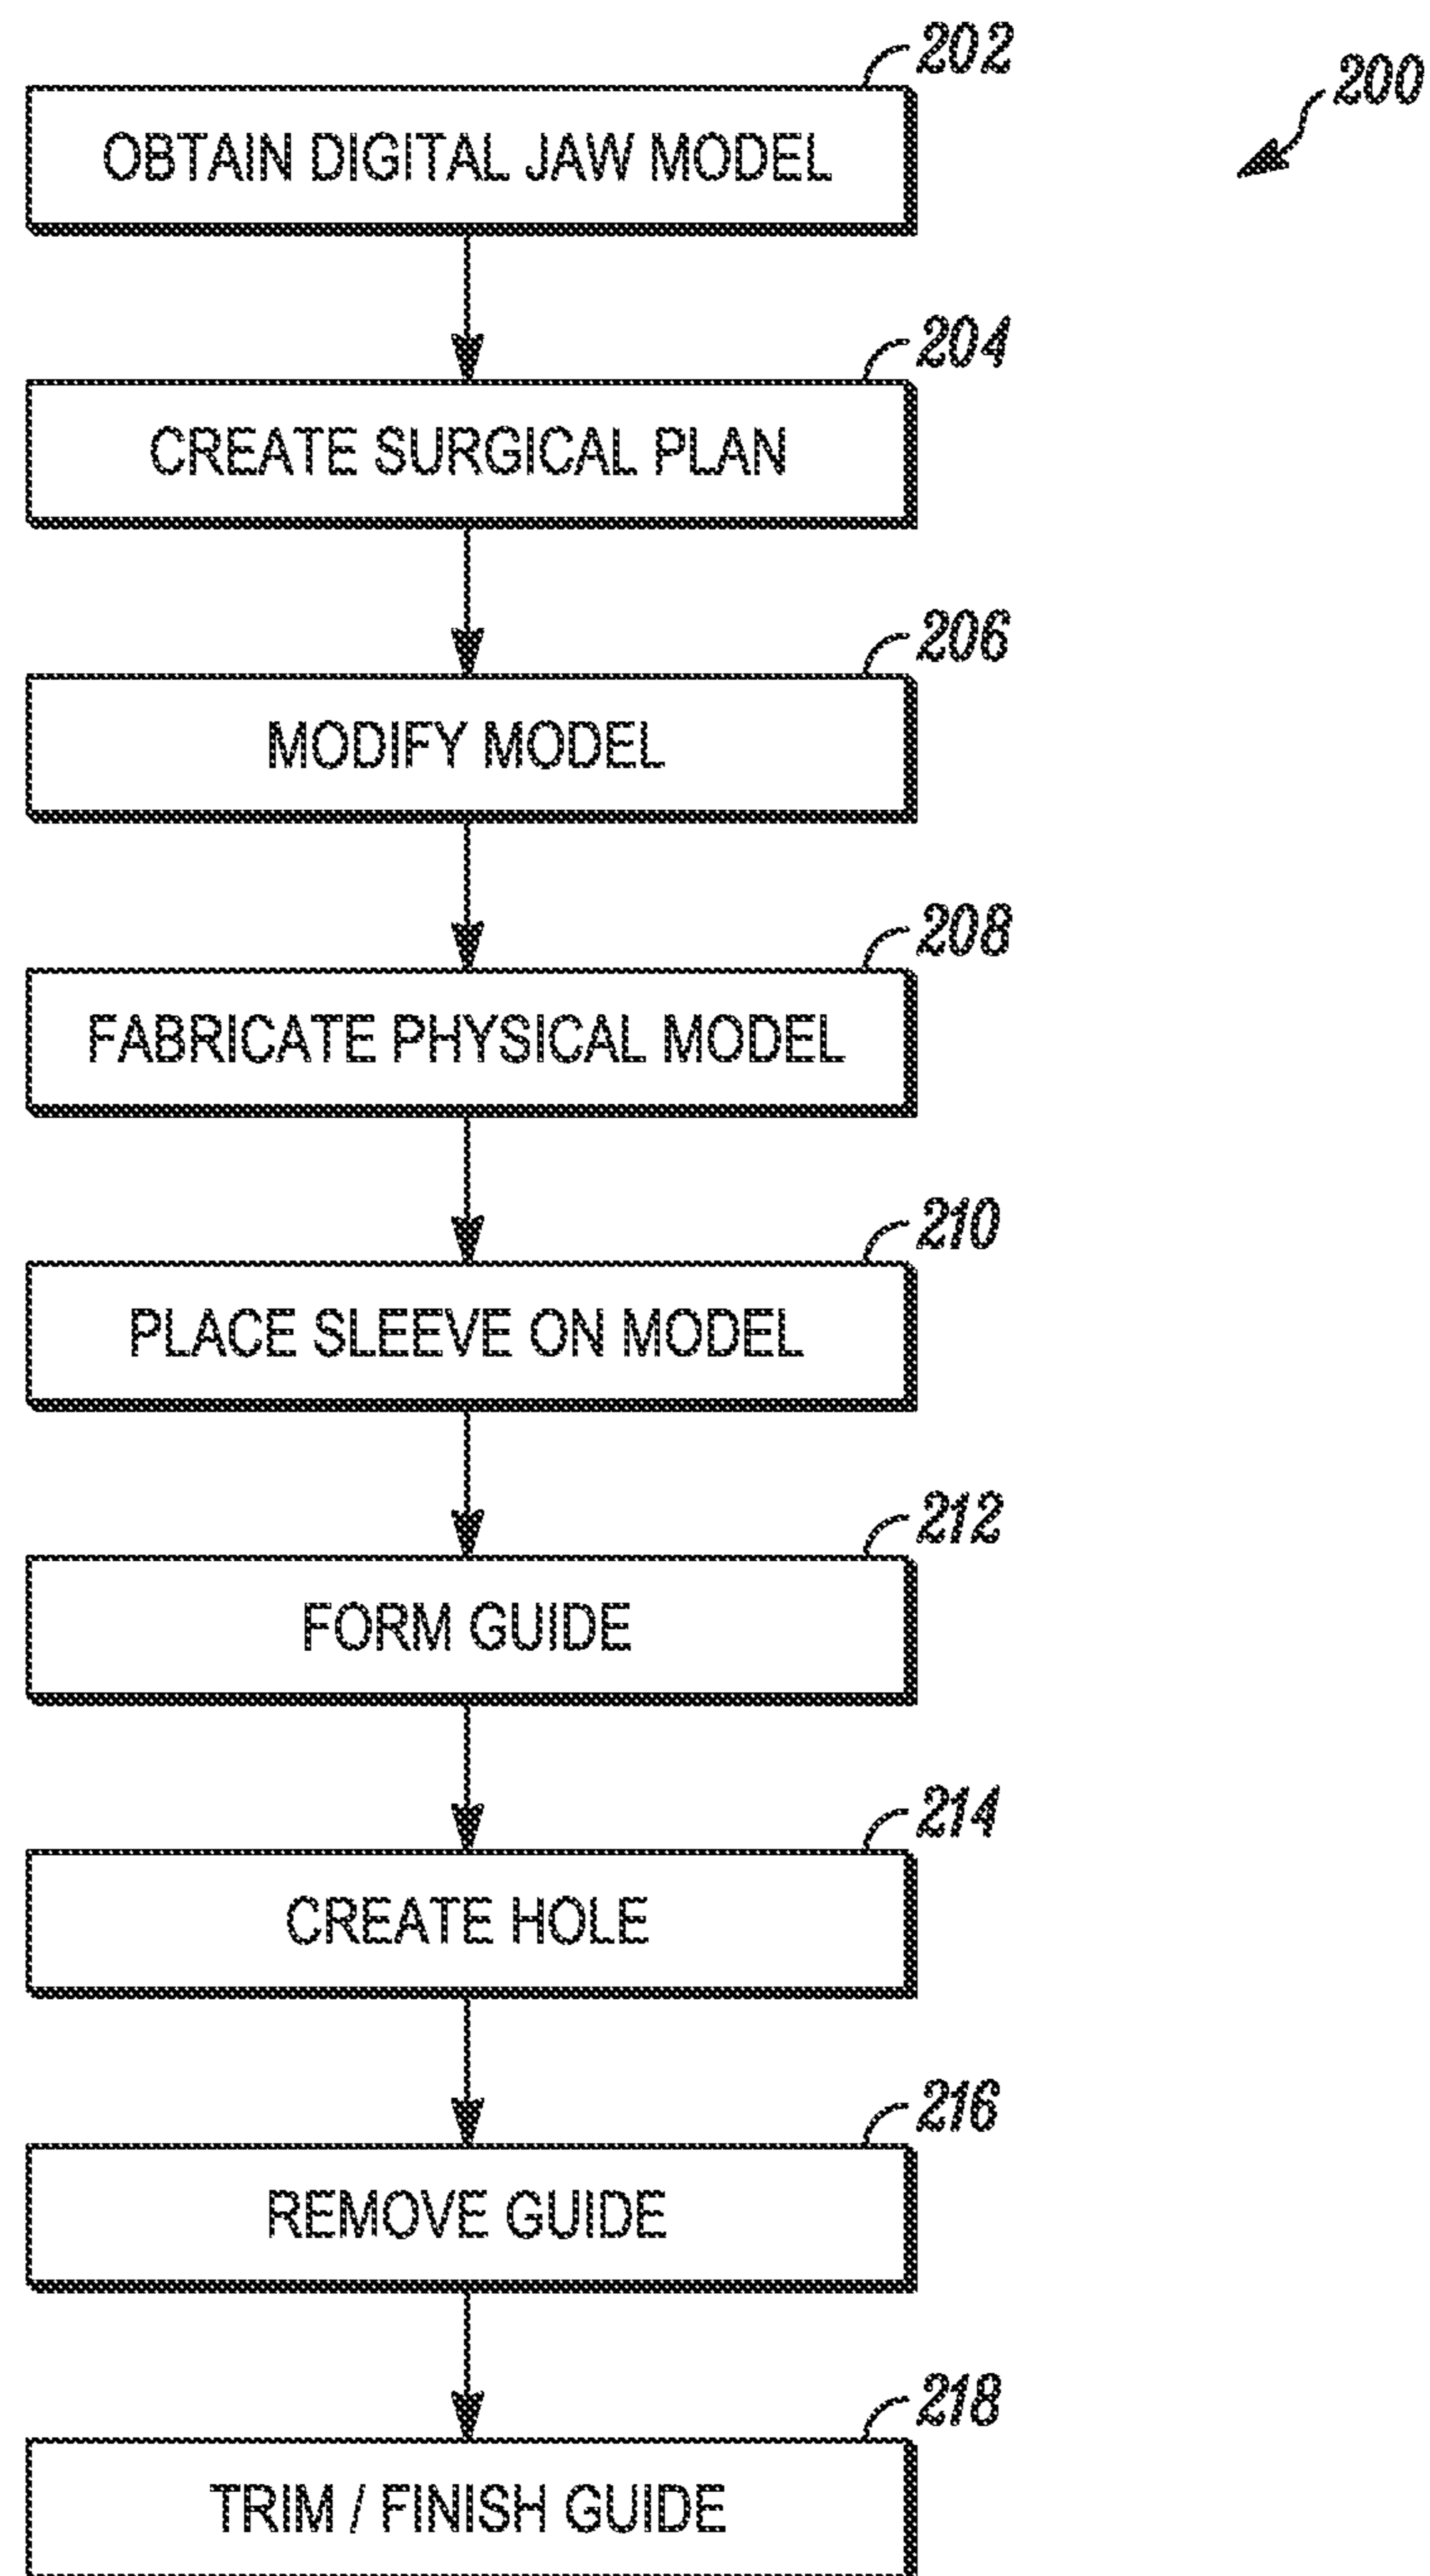 202
200
OBTAIN DIGITAL JAW MODEL
204
CREATE SURGICAL PLAN
206
MODIFY MODEL
208
FABRICATE PHYSICAL MODEL
210
PLACE SLEEVE ON MODEL
212
FORM GUIDE
214
CREATE HOLE
216
REMOVE GUIDE
218
TRIM / FINISH GUIDE